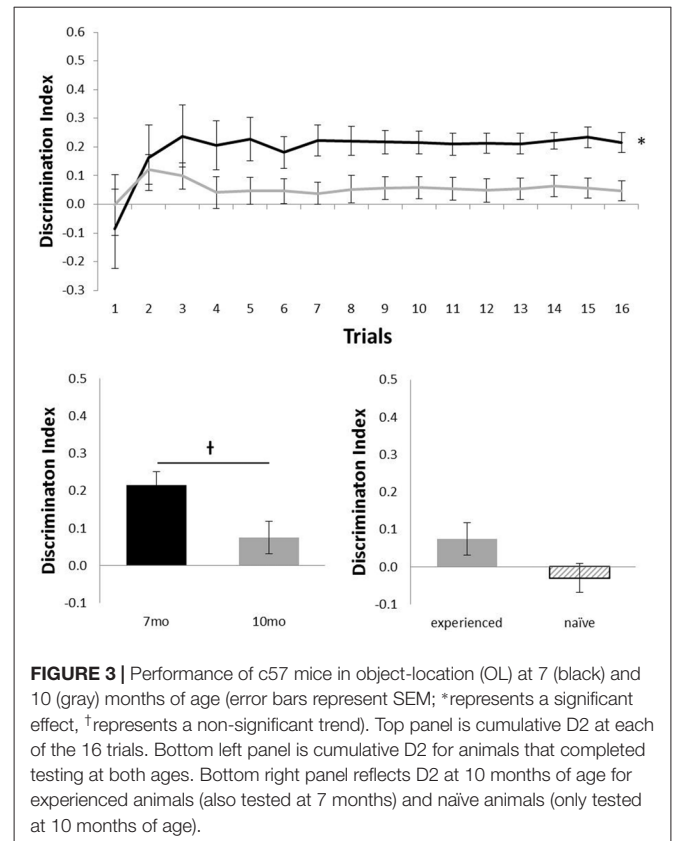 0.6
0.5
0.4
0.3
0.2
0.1
0.0
-0.1
-0.2
-0.3
Discrimination Index
*
1 2 3 4 5 6 7 8 9 10 11 12 13 14 15 16
Trials
0.5
0.4
0.3
0.2
0.1
0.0
-0.1
Discriminaton Index
†
7mo 10mo
0.5
0.4
0.3
0.2
0.1
0.0
-0.1
Discrimination Index
experienced naïve
FIGURE 3 | Performance of c57 mice in object-location (OL) at 7 (black) and
10 (gray) months of age (error bars represent SEM; *represents a significant
effect, †represents a non-significant trend). Top panel is cumulative D2 at each
of the 16 trials. Bottom left panel is cumulative D2 for animals that completed
testing at both ages. Bottom right panel reflects D2 at 10 months of age for
experienced animals (also tested at 7 months) and naïve animals (only tested
at 10 months of age).